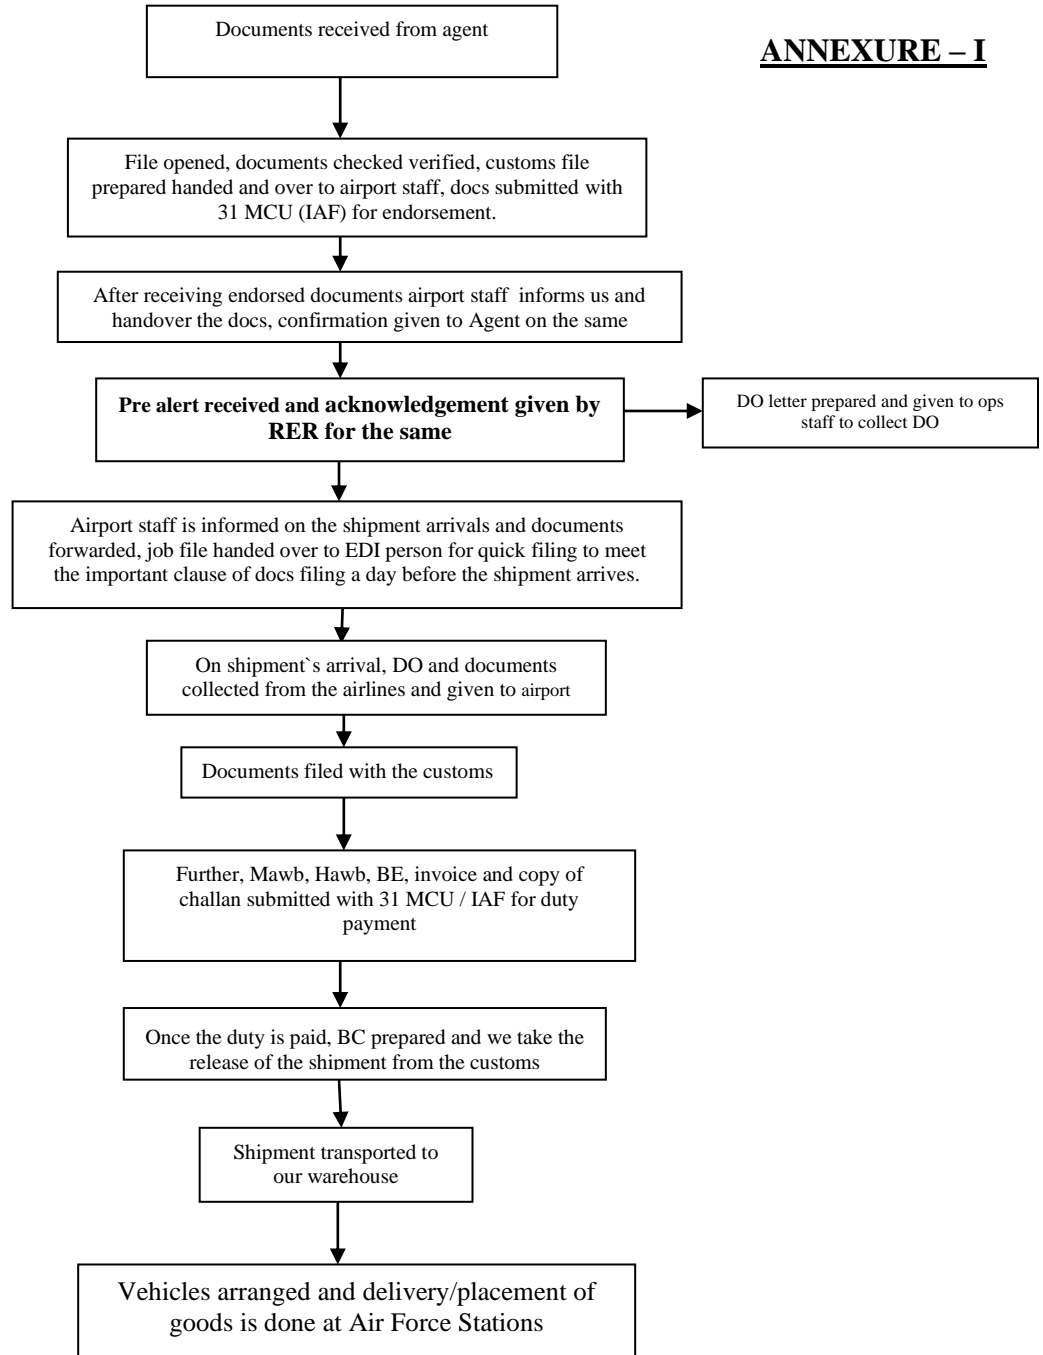 Documents received from agent
ANNEXURE – I
File opened, documents checked verified, customs file
prepared handed and over to airport staff, docs submitted with
31 MCU (IAF) for endorsement.
After receiving endorsed documents airport staff informs us and
handover the docs, confirmation given to Agent on the same
Pre alert received and acknowledgement given by
RER for the same
DO letter prepared and given to ops
staff to collect DO
Airport staff is informed on the shipment arrivals and documents
forwarded, job file handed over to EDI person for quick filing to meet
the important clause of docs filing a day before the shipment arrives.
On shipment`s arrival, DO and documents
collected from the airlines and given to airport
Documents filed with the customs
Further, Mawb, Hawb, BE, invoice and copy of
challan submitted with 31 MCU / IAF for duty
payment
Once the duty is paid, BC prepared and we take the
release of the shipment from the customs
Shipment transported to
our warehouse
Vehicles arranged and delivery/placement of
goods is done at Air Force Stations